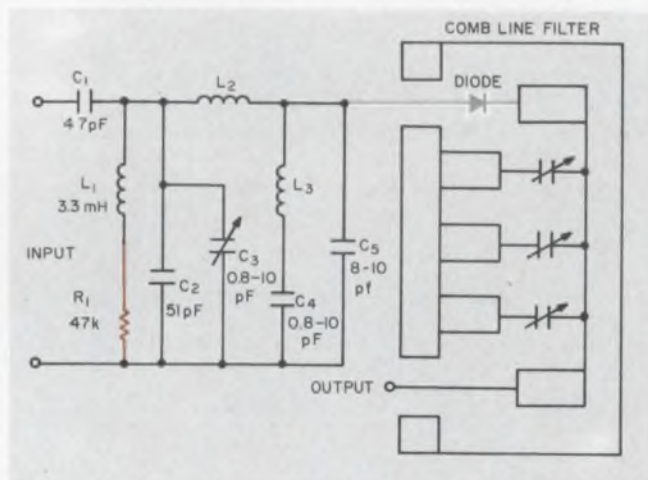 COMB LINE FILTER
C1
47pF
L2
DIODE
L1
3.3 mH
L3
INPUT
C3
0.8-10
pF
C5
8-10
pf
R1
47k
C2
51pF
C4
0.8-10
pF
OUTPUT